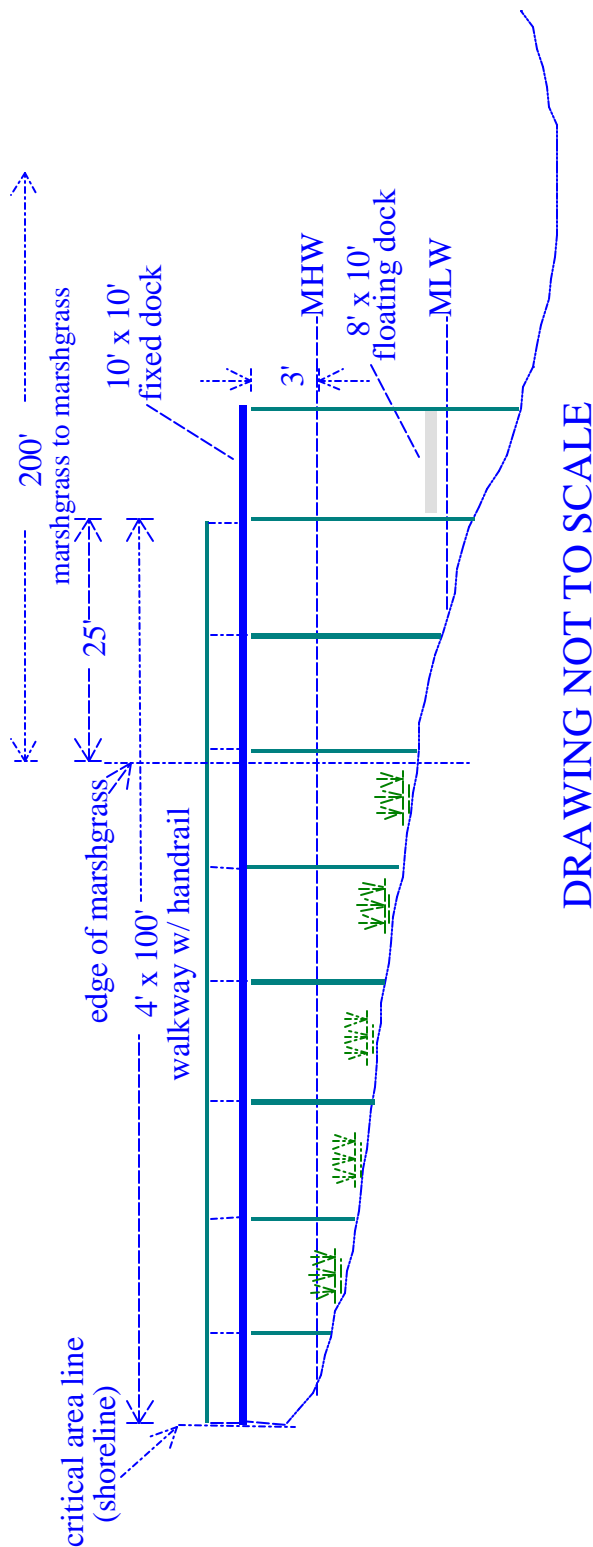 200'
marshgrass to marshgrass
25'
edge of marshgrass
4' x 100'
walkway w/ handrail
critical area line
(shoreline)
10' x 10'
fixed dock
3'
MHW
8' x 10'
floating dock
MLW
DRAWING NOT TO SCALE